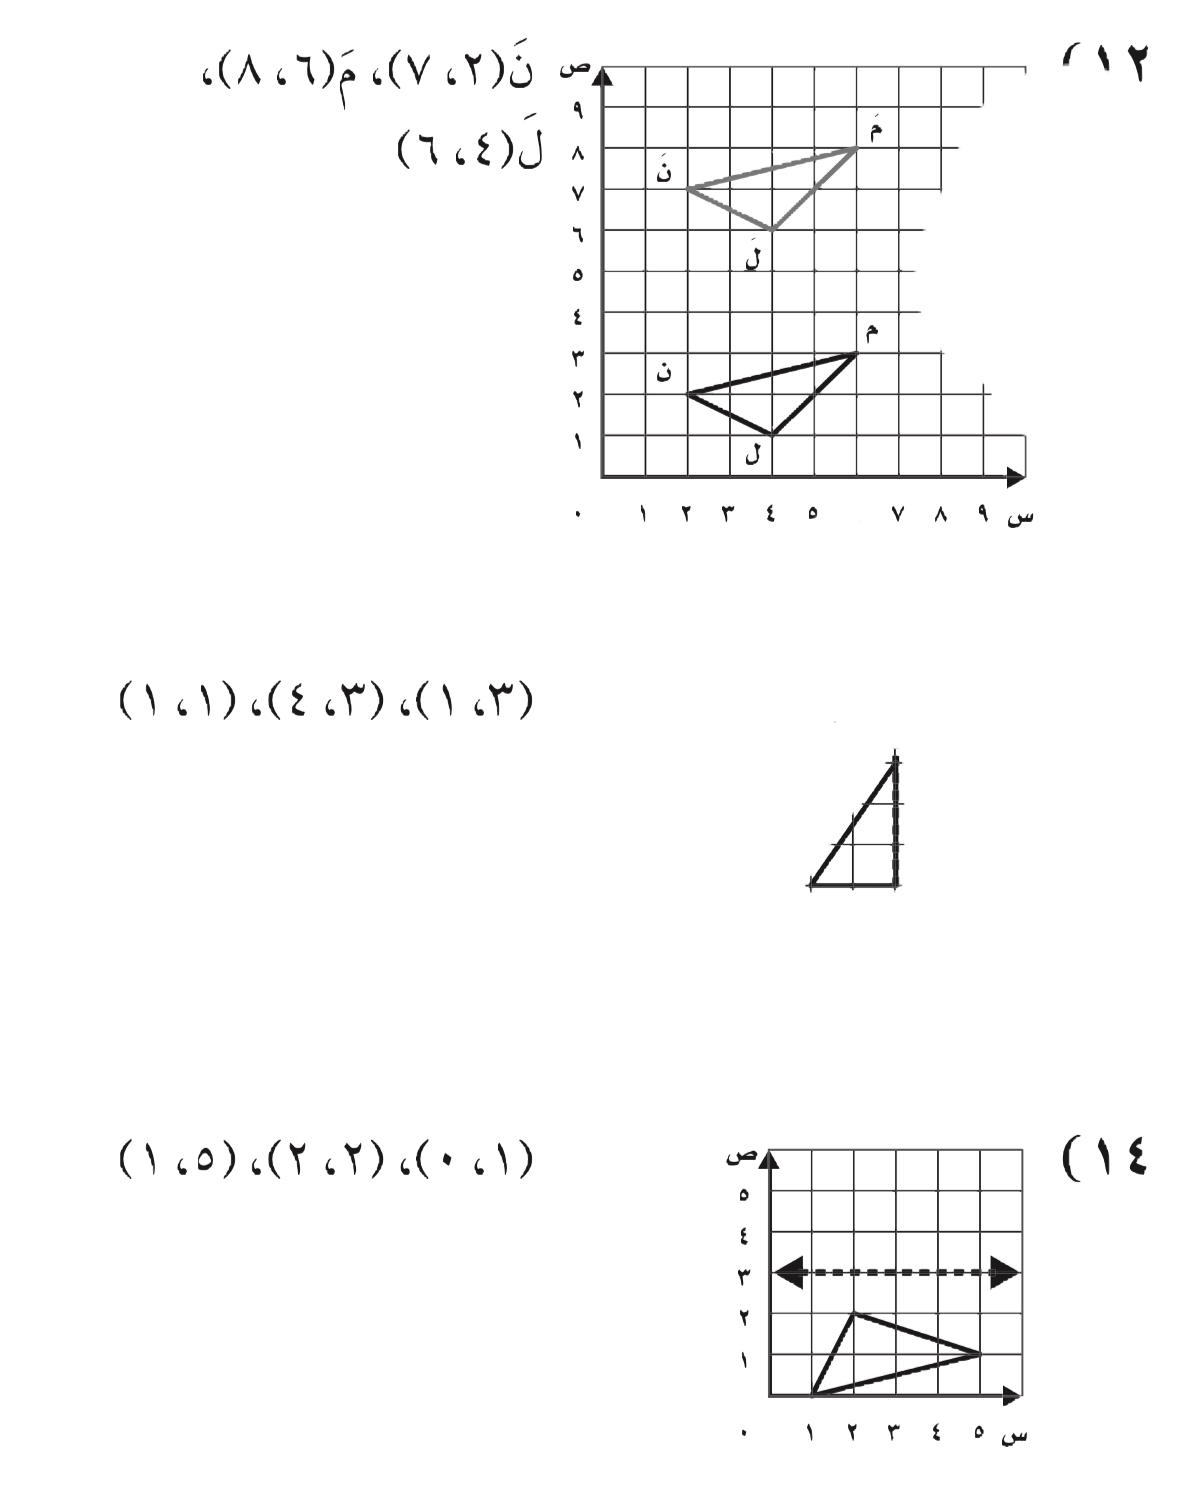 ١٢)
نَ(٢، ٧)، مَ(٦، ٨)،
لَ(٤، ٦)
ص
٩
٨
٧
٦
٥
٤
٣
٢
١
مَ
نَ
لَ
م
ن
ل
٠ ١ ٢ ٣ ٤ ٥ ٧ ٨ ٩ س
(٣، ١)، (٣، ٤)، (١، ١)
١٤)
(١، ٠)، (٢، ٢)، (٥، ١)
ص
٥
٤
٣
٢
١
٠ ١ ٢ ٣ ٤ ٥ س